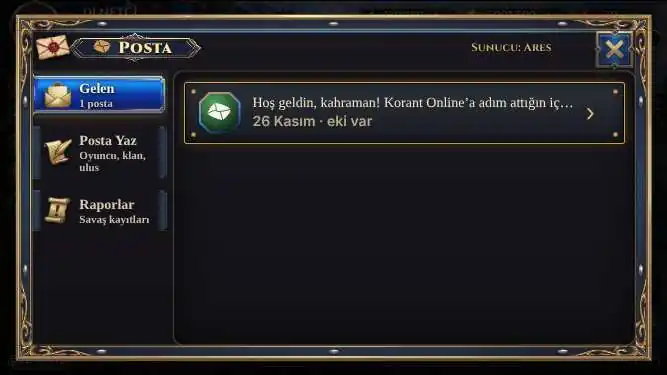 Posta
Sunucu: Ares
Gelen
1 posta
Posta Yaz
Oyuncu, klan,
ulus
Raporlar
Savaş kayıtları
Hoş geldin, kahraman! Korant Online’a adım attığın iç…
26 Kasım · eki var